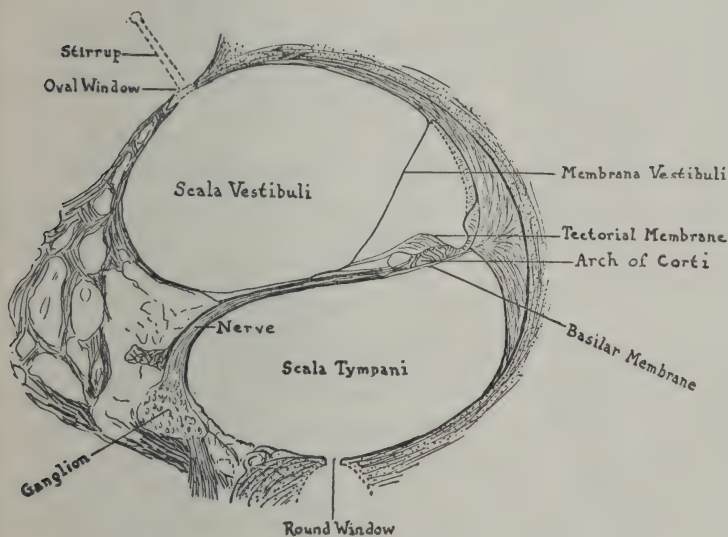 Stirrup
Oval Window
Scala Vestibuli
Membrana Vestibuli
Tectorial Membrane
Arch of Corti
Basilar Membrane
Nerve
Scala Tympani
Ganglion
Round Window